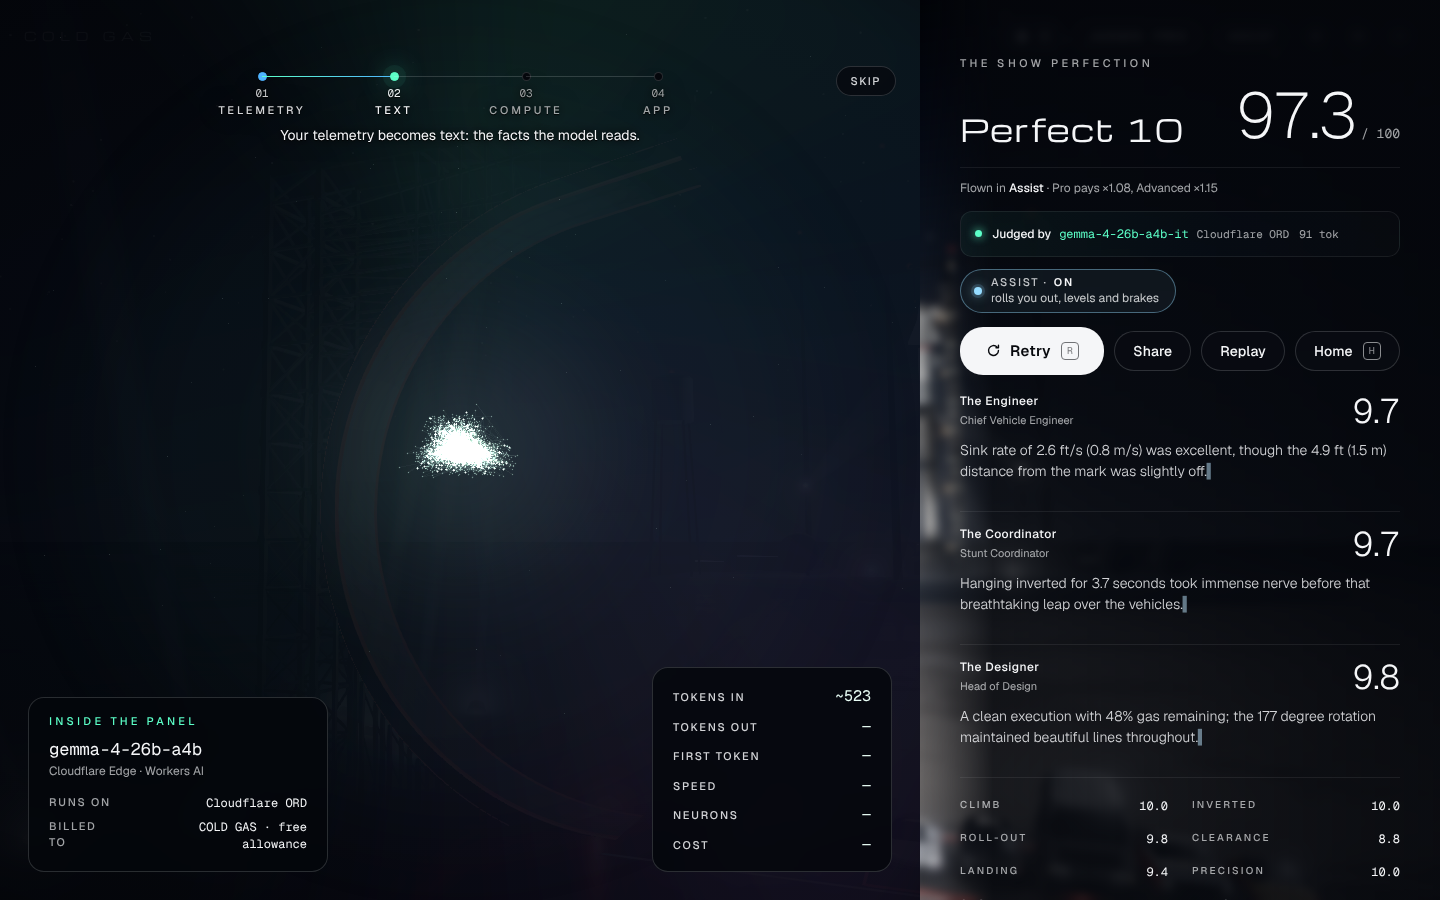 COLD GAS
01
TELEMETRY
02
TEXT
03
COMPUTE
04
APP
Your telemetry becomes text: the facts the model reads.
SKIP
INSIDE THE PANEL
gemma-4-26b-a4b
Cloudflare Edge · Workers AI
RUNS ON Cloudflare ORD
BILLED TO COLD GAS · free allowance
TOKENS IN ~523
TOKENS OUT –
FIRST TOKEN –
SPEED –
NEURONS –
COST –
THE SHOW PERFECTION
Perfect 10 97.3 / 100
Flown in Assist · Pro pays ×1.08, Advanced ×1.15
Judged by gemma-4-26b-a4b-it Cloudflare ORD 91 tok
ASSIST · ON
rolls you out, levels and brakes
Retry R Share Replay Home H
The Engineer 9.7
Chief Vehicle Engineer
Sink rate of 2.6 ft/s (0.8 m/s) was excellent, though the 4.9 ft (1.5 m)
distance from the mark was slightly off.
The Coordinator 9.7
Stunt Coordinator
Hanging inverted for 3.7 seconds took immense nerve before that
breathtaking leap over the vehicles.
The Designer 9.8
Head of Design
A clean execution with 48% gas remaining; the 177 degree rotation
maintained beautiful lines throughout.
CLIMB 10.0 INVERTED 10.0
ROLL-OUT 9.8 CLEARANCE 8.8
LANDING 9.4 PRECISION 10.0